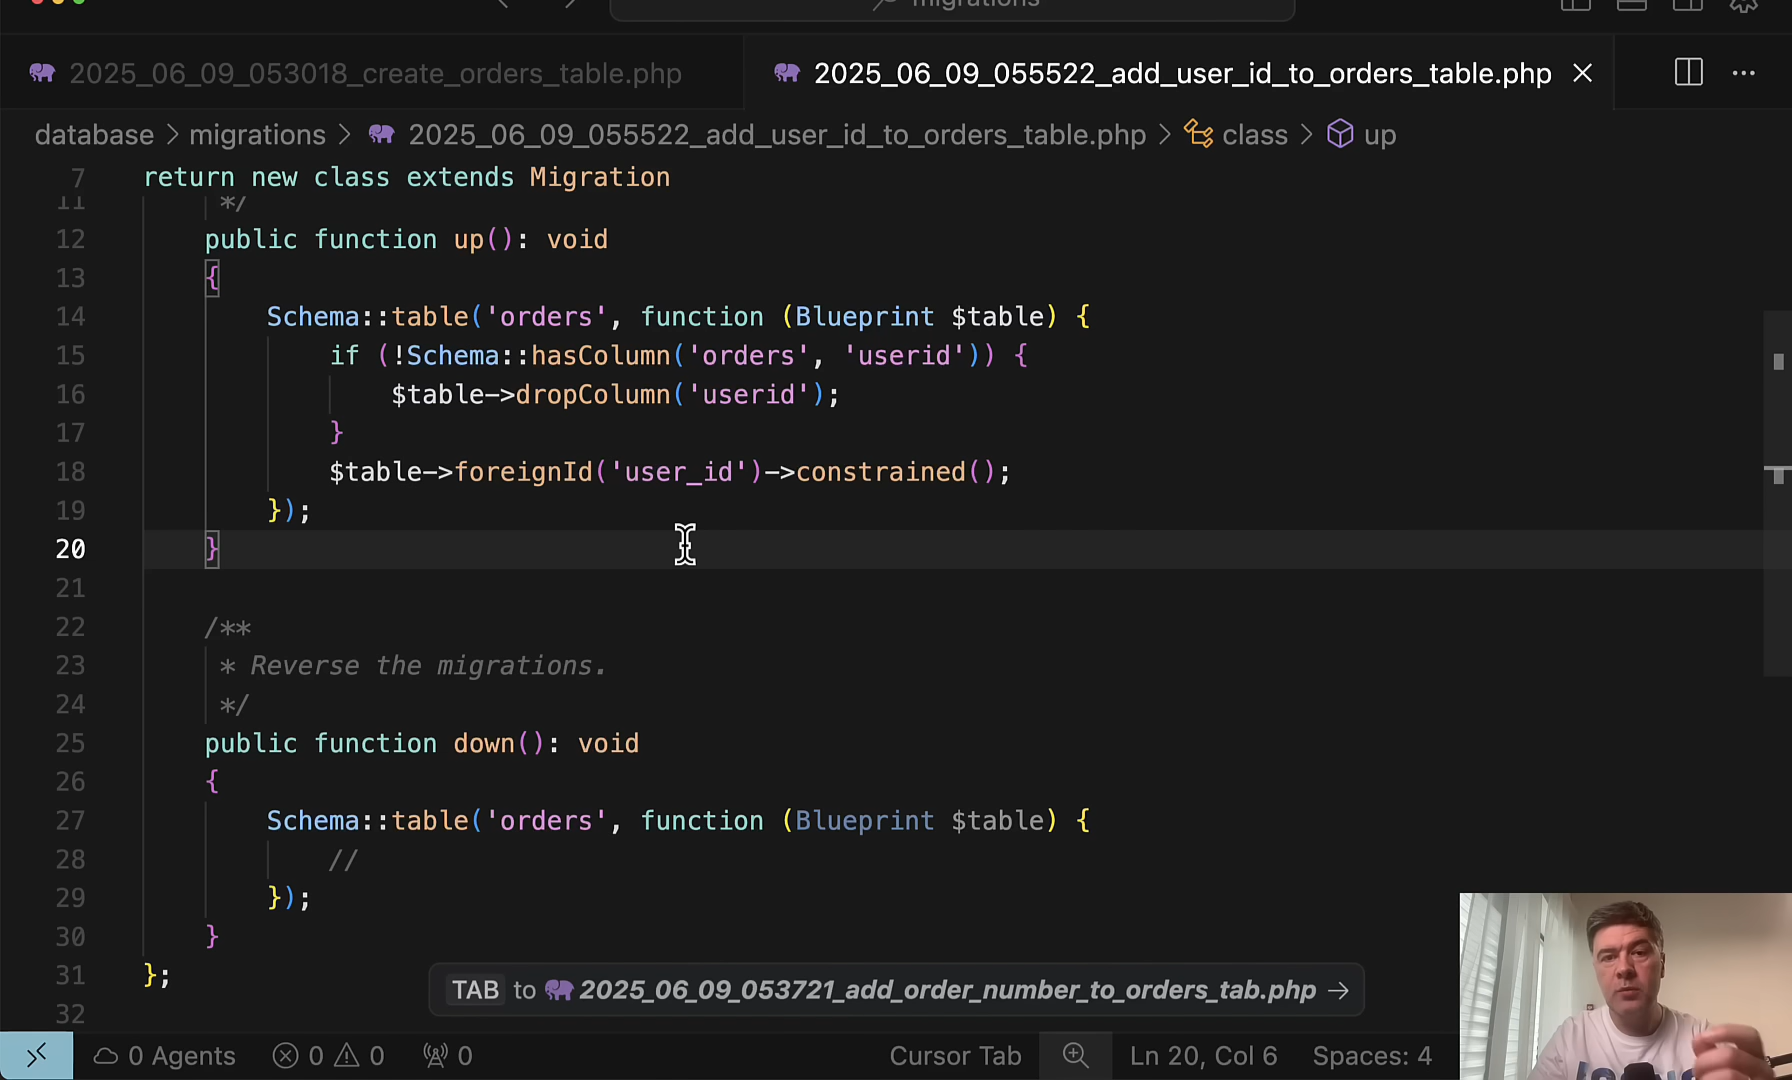 migrations
2025_06_09_053018_create_orders_table.php
2025_06_09_055522_add_user_id_to_orders_table.php
database > migrations > 2025_06_09_055522_add_user_id_to_orders_table.php > class > up
7 return new class extends Migration
11 */
12 public function up(): void
13 {
14 Schema::table('orders', function (Blueprint $table) {
15 if (!Schema::hasColumn('orders', 'userid')) {
16 $table->dropColumn('userid');
17 }
18 $table->foreignId('user_id')->constrained();
19 });
20 }
21
22 /**
23 * Reverse the migrations.
24 */
25 public function down(): void
26 {
27 Schema::table('orders', function (Blueprint $table) {
28 //
29 });
30 }
31 };
TAB to 2025_06_09_053721_add_order_number_to_orders_tab.php →
32
0 Agents 0 0 0 Cursor Tab Ln 20, Col 6 Spaces: 4